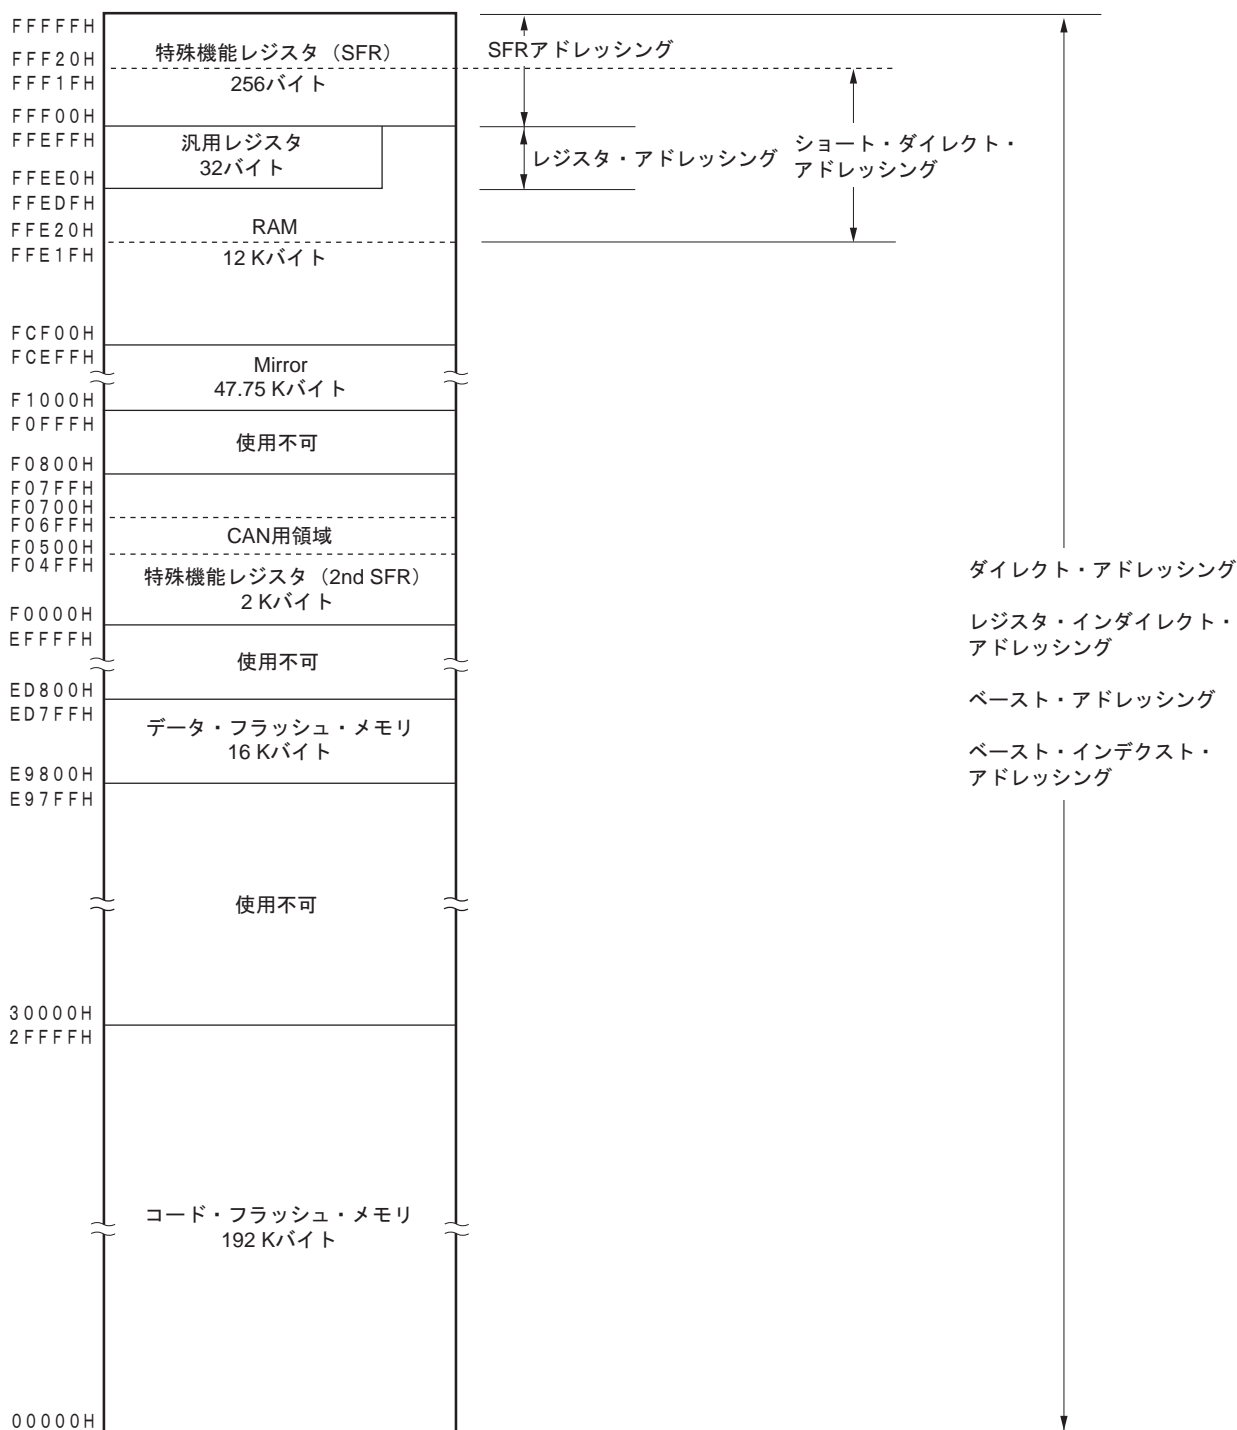 FFFFFH
FFF20H
FFF1FH
FFF00H
FFEFFH
FFEE0H
FFEDFH
FFE20H
FFE1FH
FCF00H
FCEFFH
F1000H
F0FFFH
F0800H
F07FFH
F0700H
F06FFH
F0500H
F04FFH
F0000H
EFFFFH
ED800H
ED7FFH
E9800H
E97FFH
30000H
2FFFFH
00000H
特殊機能レジスタ（SFR）
256バイト
汎用レジスタ
32バイト
RAM
12 Kバイト
Mirror
47.75 Kバイト
使用不可
CAN用領域
特殊機能レジスタ（2nd SFR）
2 Kバイト
使用不可
データ・フラッシュ・メモリ
16 Kバイト
使用不可
コード・フラッシュ・メモリ
192 Kバイト
SFRアドレッシング
レジスタ・アドレッシング
ショート・ダイレクト・
アドレッシング
ダイレクト・アドレッシング
レジスタ・インダイレクト・
アドレッシング
ベースト・アドレッシング
ベースト・インデクスト・
アドレッシング